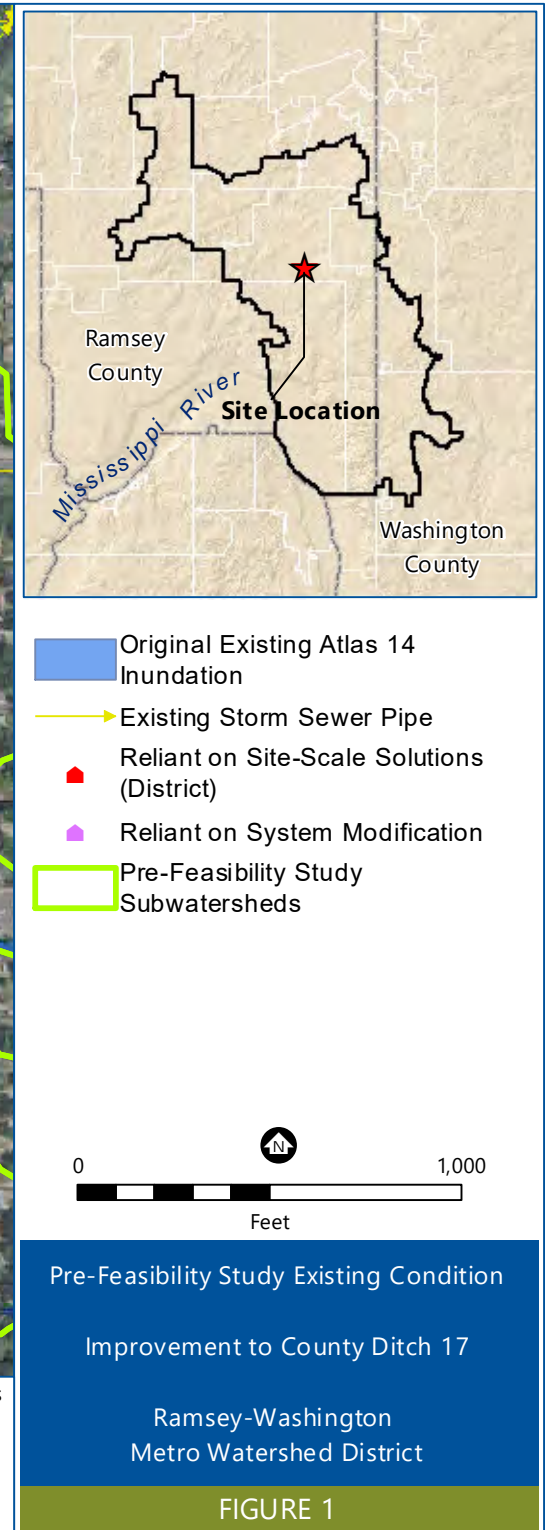 Ramsey
County
Mississippi River
Site Location
Washington
County
Original Existing Atlas 14
Inundation
Existing Storm Sewer Pipe
Reliant on Site-Scale Solutions
(District)
Reliant on System Modification
Pre-Feasibility Study
Subwatersheds
N
0 1,000
Feet
Pre-Feasibility Study Existing Condition
Improvement to County Ditch 17
Ramsey-Washington
Metro Watershed District
FIGURE 1